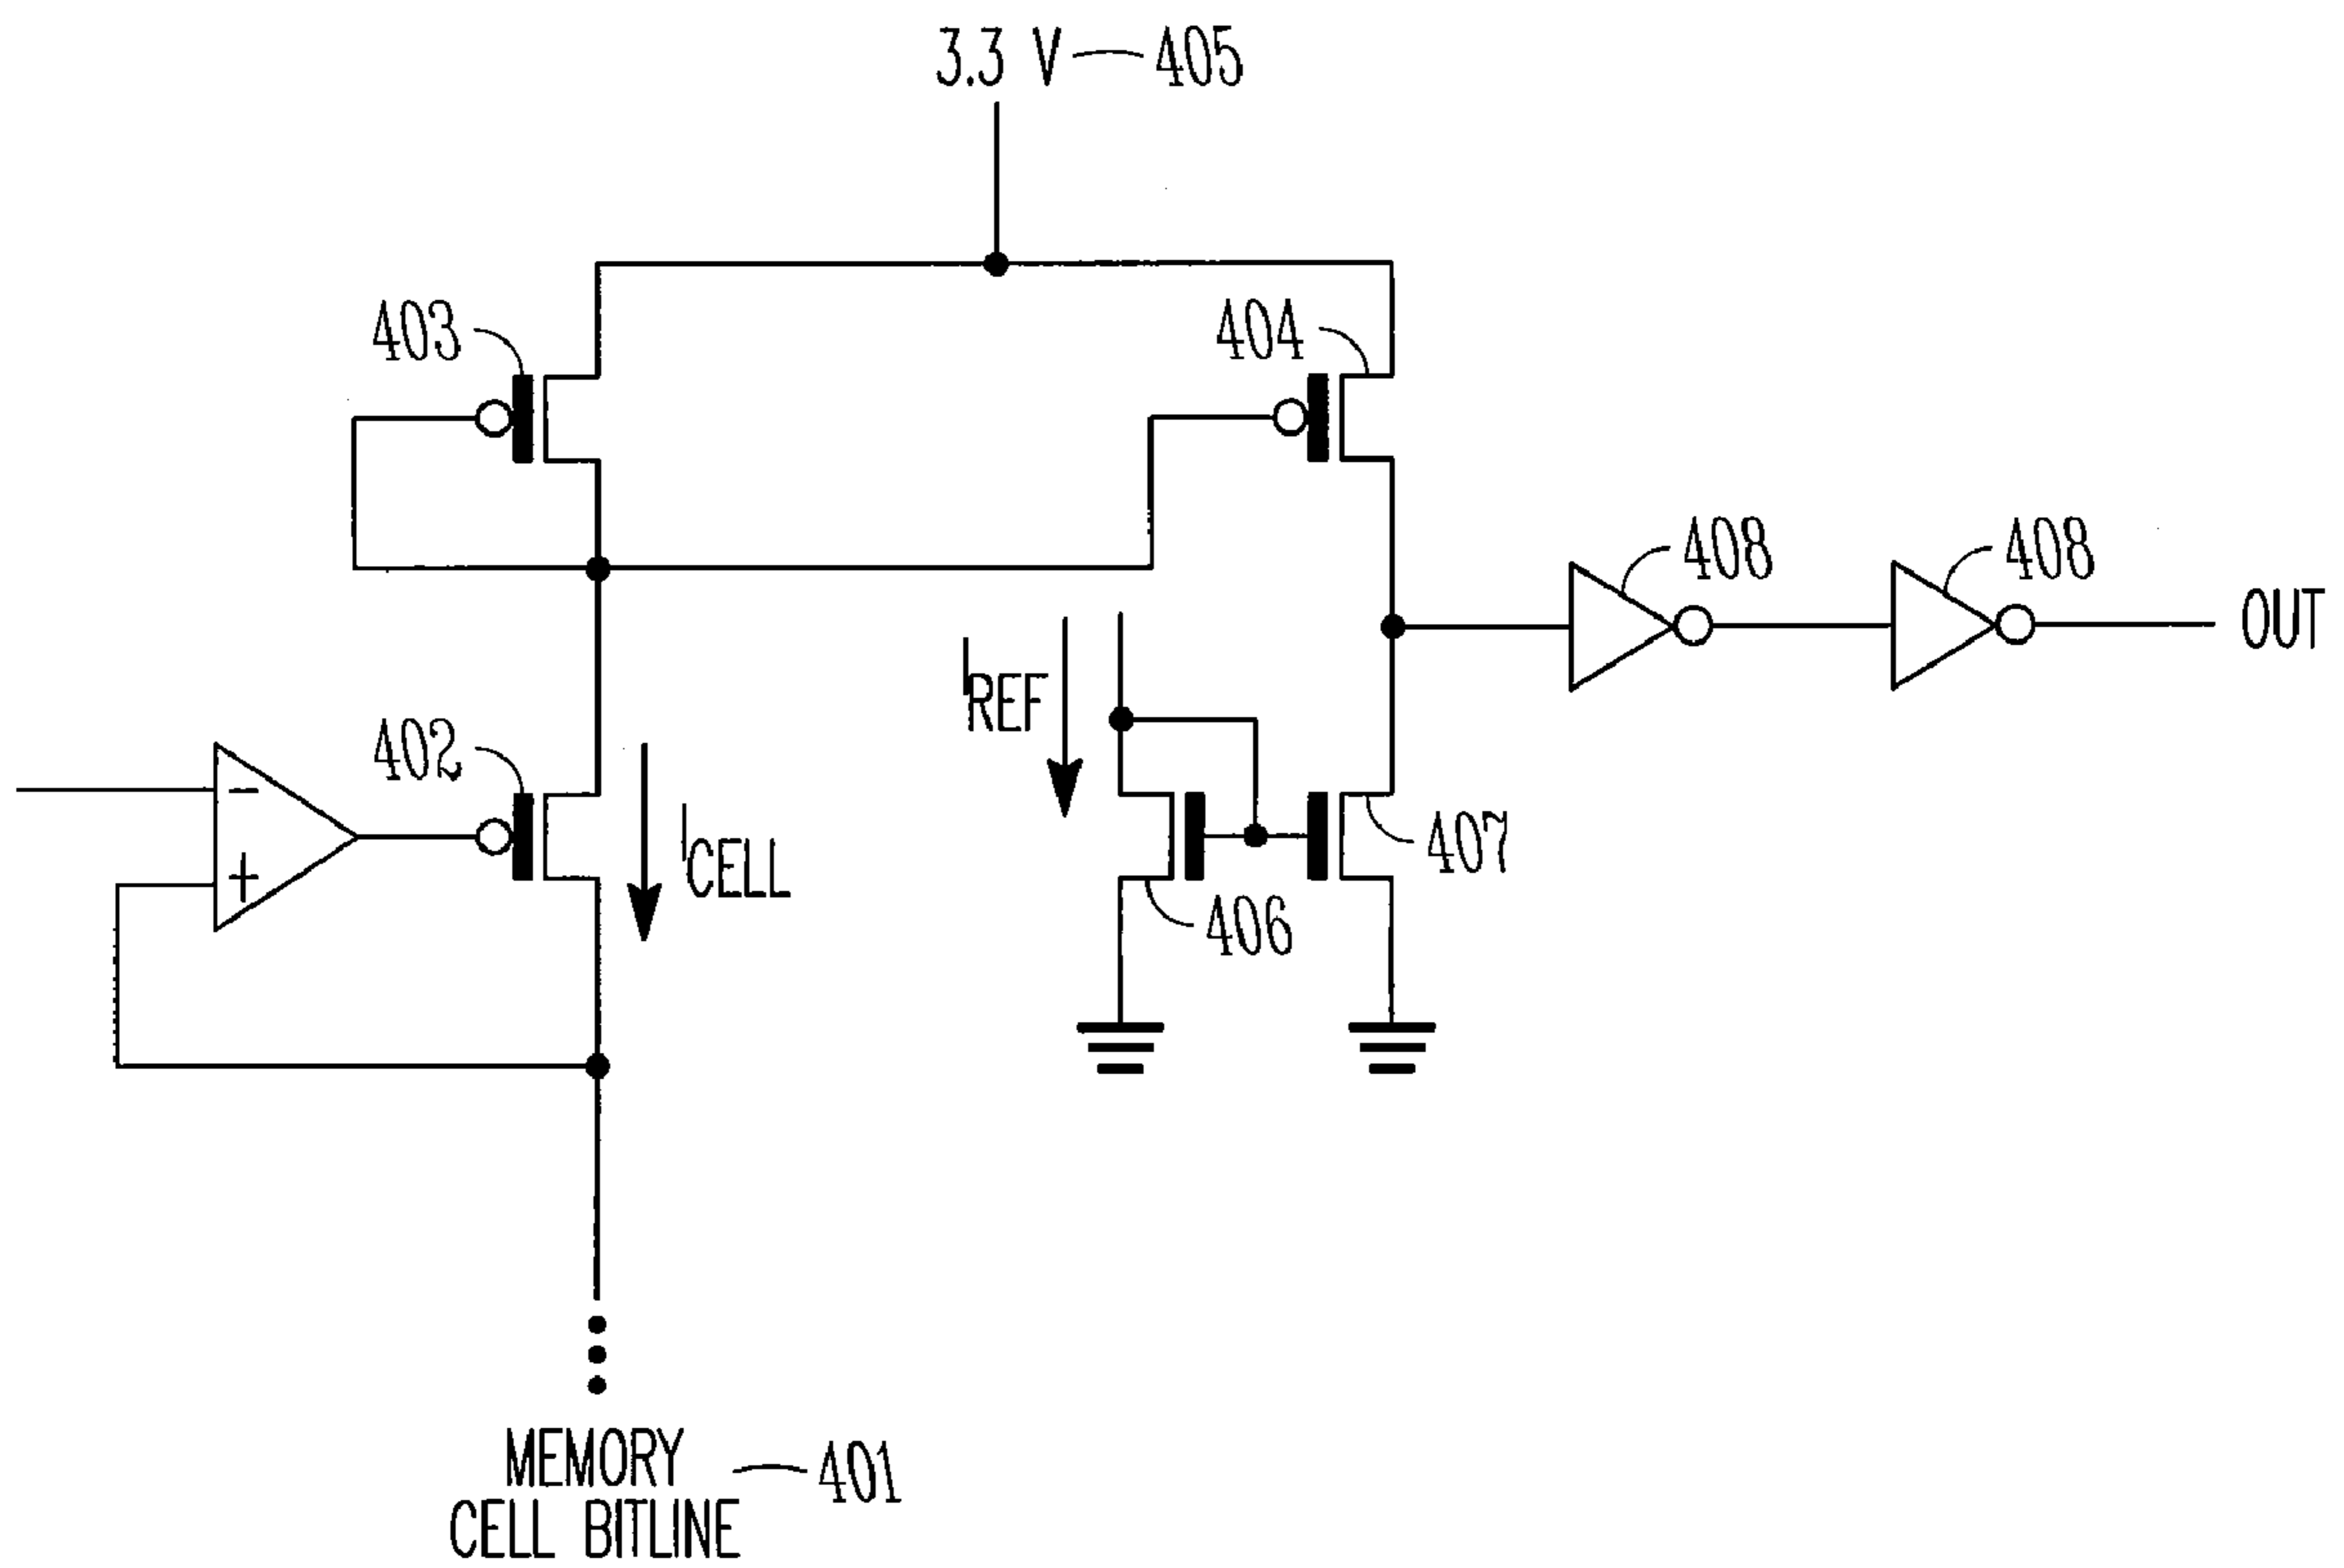 3.3 V 405
403
404
408
408
OUT
I REF
402
- 
+
I CELL
407
406
MEMORY 401
CELL BITLINE